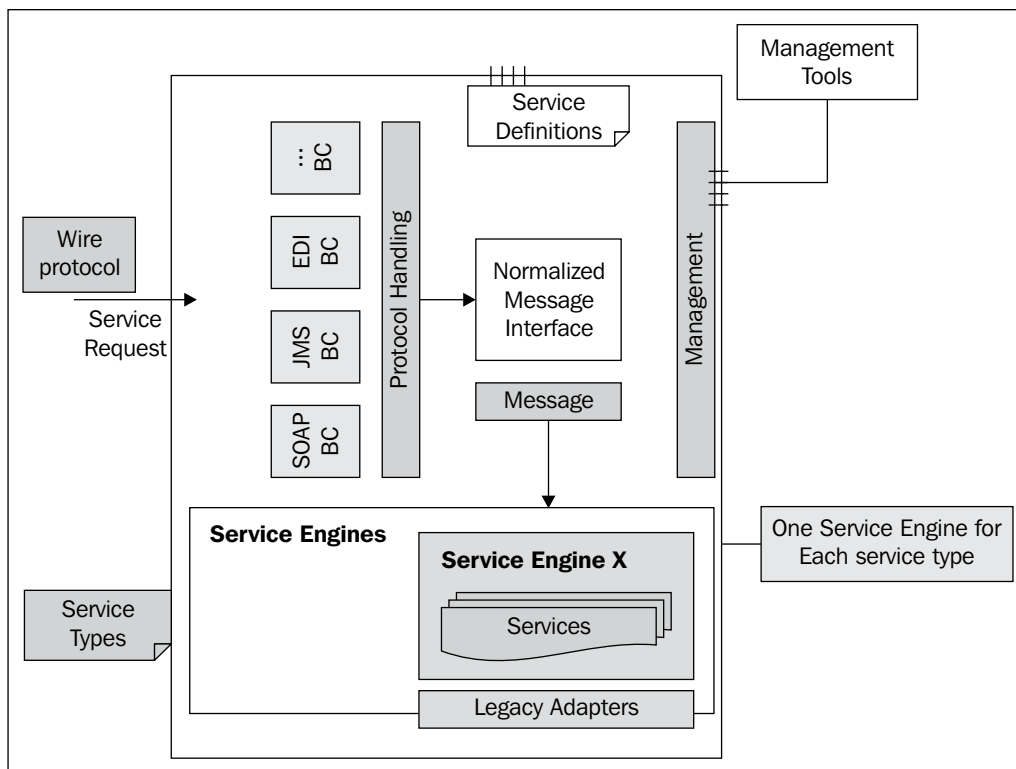 Management
Tools
Service
Definitions
...
BC
EDI
BC
JMS
BC
SOAP
BC
Protocol Handling
Normalized
Message
Interface
Management
Wire
protocol
Service
Request
Message
Service Engines
Service Engine X
Services
Legacy Adapters
One Service Engine for
Each service type
Service
Types